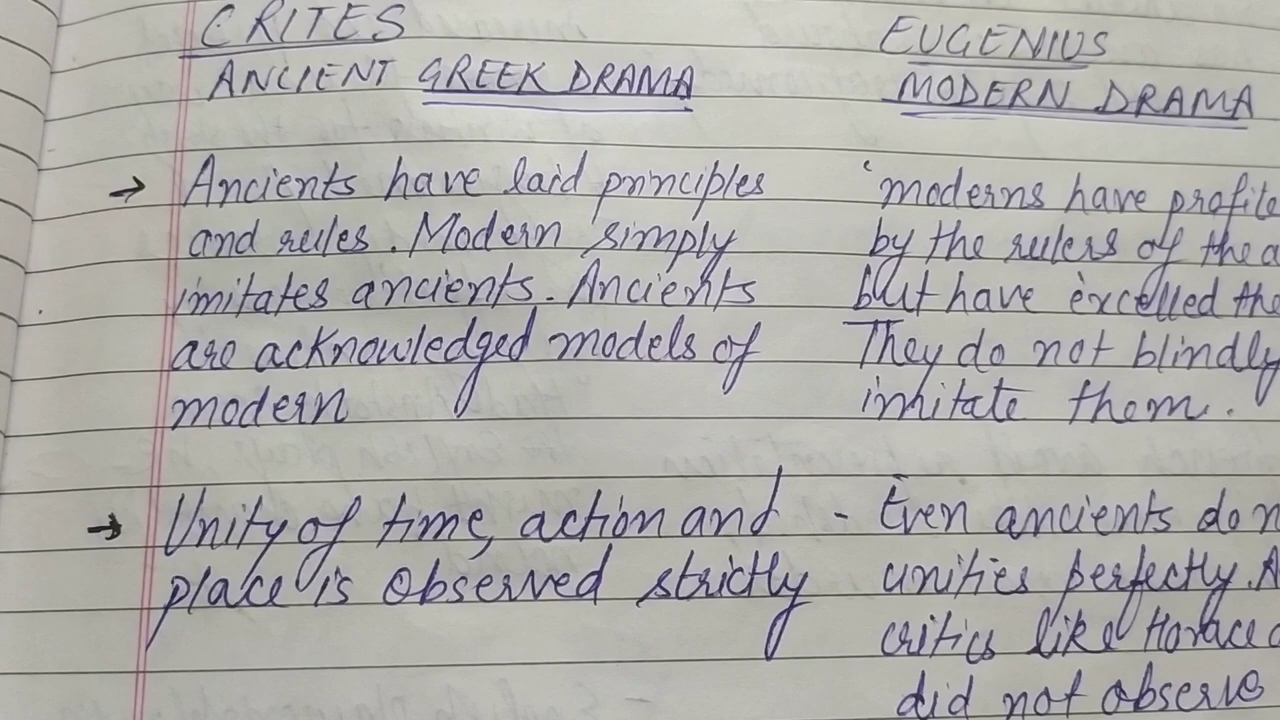 CRITES
ANCIENT GREEK DRAMA
→ Ancients have laid principles
and rules. Modern simply
imitates ancients. Ancients
are acknowledged models of
modern
→ Unity of time, action and
place is observed strictly
EUGENIUS
MODERN DRAMA
'moderns have profite
by the rulers of the a
but have excelled the
They do not blindly
imitate them.
- Even ancients do n
unities perfectly. A
critics like Horace
did not observe